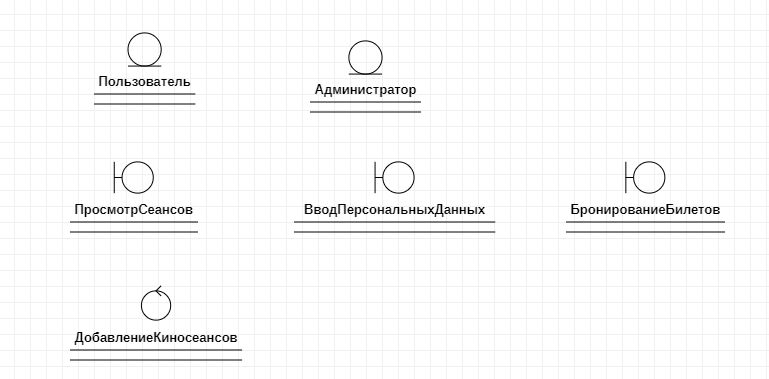 Пользователь
Администратор
ПросмотрСеансов
ВводПерсональныхДанных
БронированиеБилетов
ДобавлениеКиносеансов